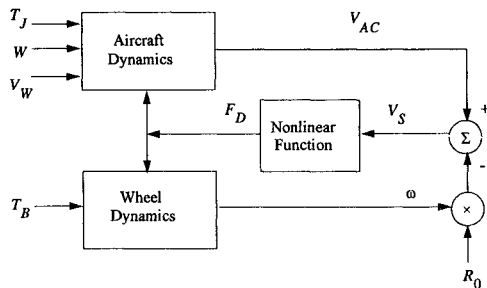 T_J
W
V_W
Aircraft
Dynamics
V_AC
+
F_D
Nonlinear
Function
V_S
Σ
-
T_B
Wheel
Dynamics
ω
×
R_0